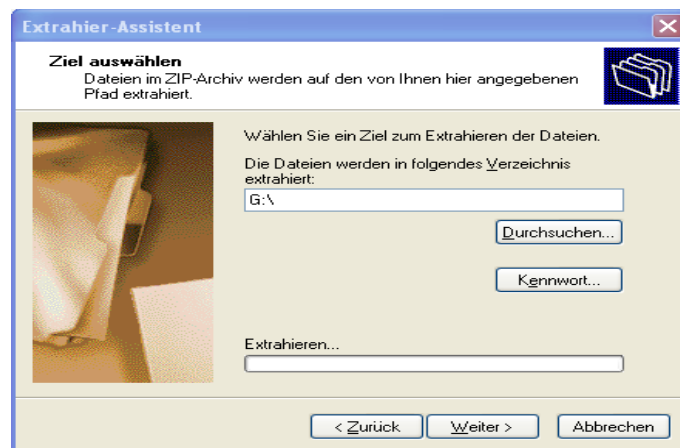 Extrahier-Assistent
Ziel auswählen
Dateien im ZIP-Archiv werden auf den von Ihnen hier angegebenen
Pfad extrahiert.
Wählen Sie ein Ziel zum Extrahieren der Dateien.
Die Dateien werden in folgendes Verzeichnis
extrahiert:
G:\
Durchsuchen...
Kennwort...
Extrahieren...
< Zurück Weiter > Abbrechen